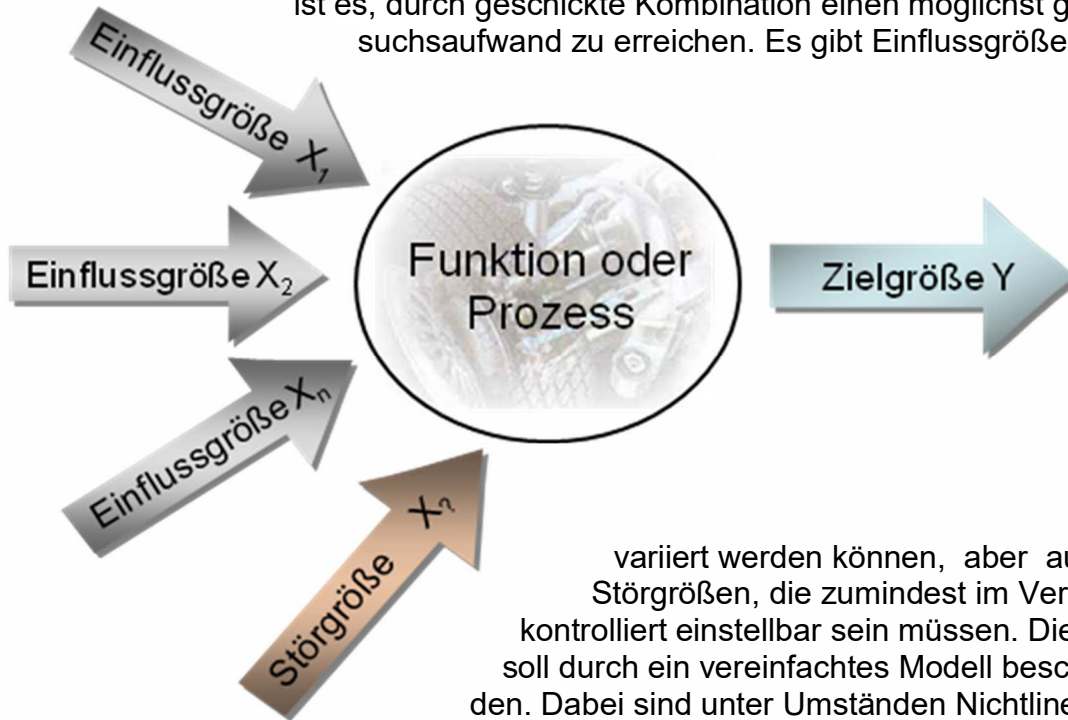 ist es, durch geschickte Kombination einen möglichst
suchsaufwand zu erreichen. Es gibt
Einflussgröße X₁
Einflussgröße X₂
Einflussgröße Xₙ
Störgröße X?
Funktion oder
Prozess
Zielgröße Y
variiert werden können, aber
Störgrößen, die zumindest im
kontrolliert einstellbar sein müssen.
soll durch ein vereinfachtes Modell
den. Dabei sind unter Umständen